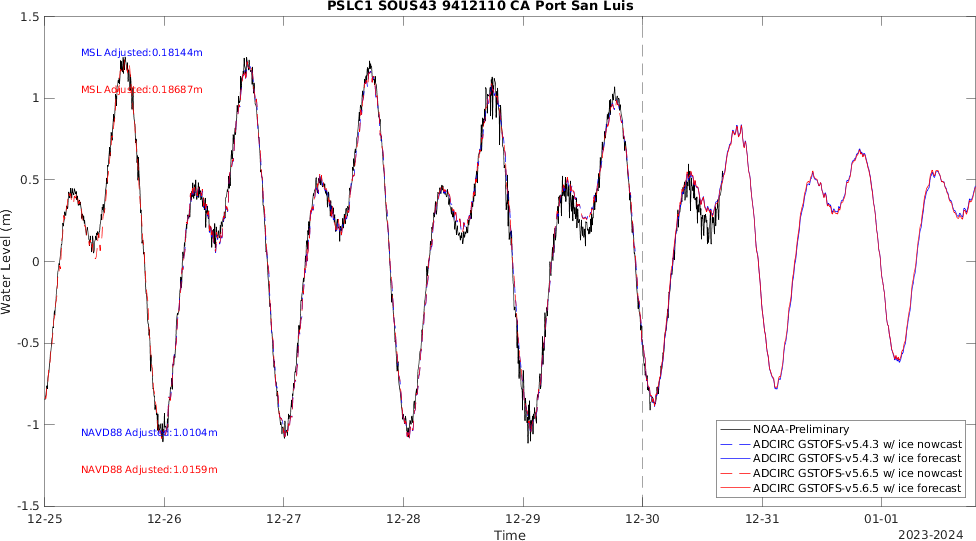 PSLC1 SOUS43 9412110 CA Port San Luis
1.5
MSL Adjusted:0.18144m
MSL Adjusted:0.18687m
1
0.5
0
Water Level (m)
-0.5
-1
NAVD88 Adjusted:1.0104m
NAVD88 Adjusted:1.0159m
-1.5
NOAA-Preliminary
ADCIRC GSTOFS-v5.4.3 w/ ice nowcast
ADCIRC GSTOFS-v5.4.3 w/ ice forecast
ADCIRC GSTOFS-v5.6.5 w/ ice nowcast
ADCIRC GSTOFS-v5.6.5 w/ ice forecast
12-25 12-26 12-27 12-28 12-29 12-30 12-31 01-01
Time
2023-2024